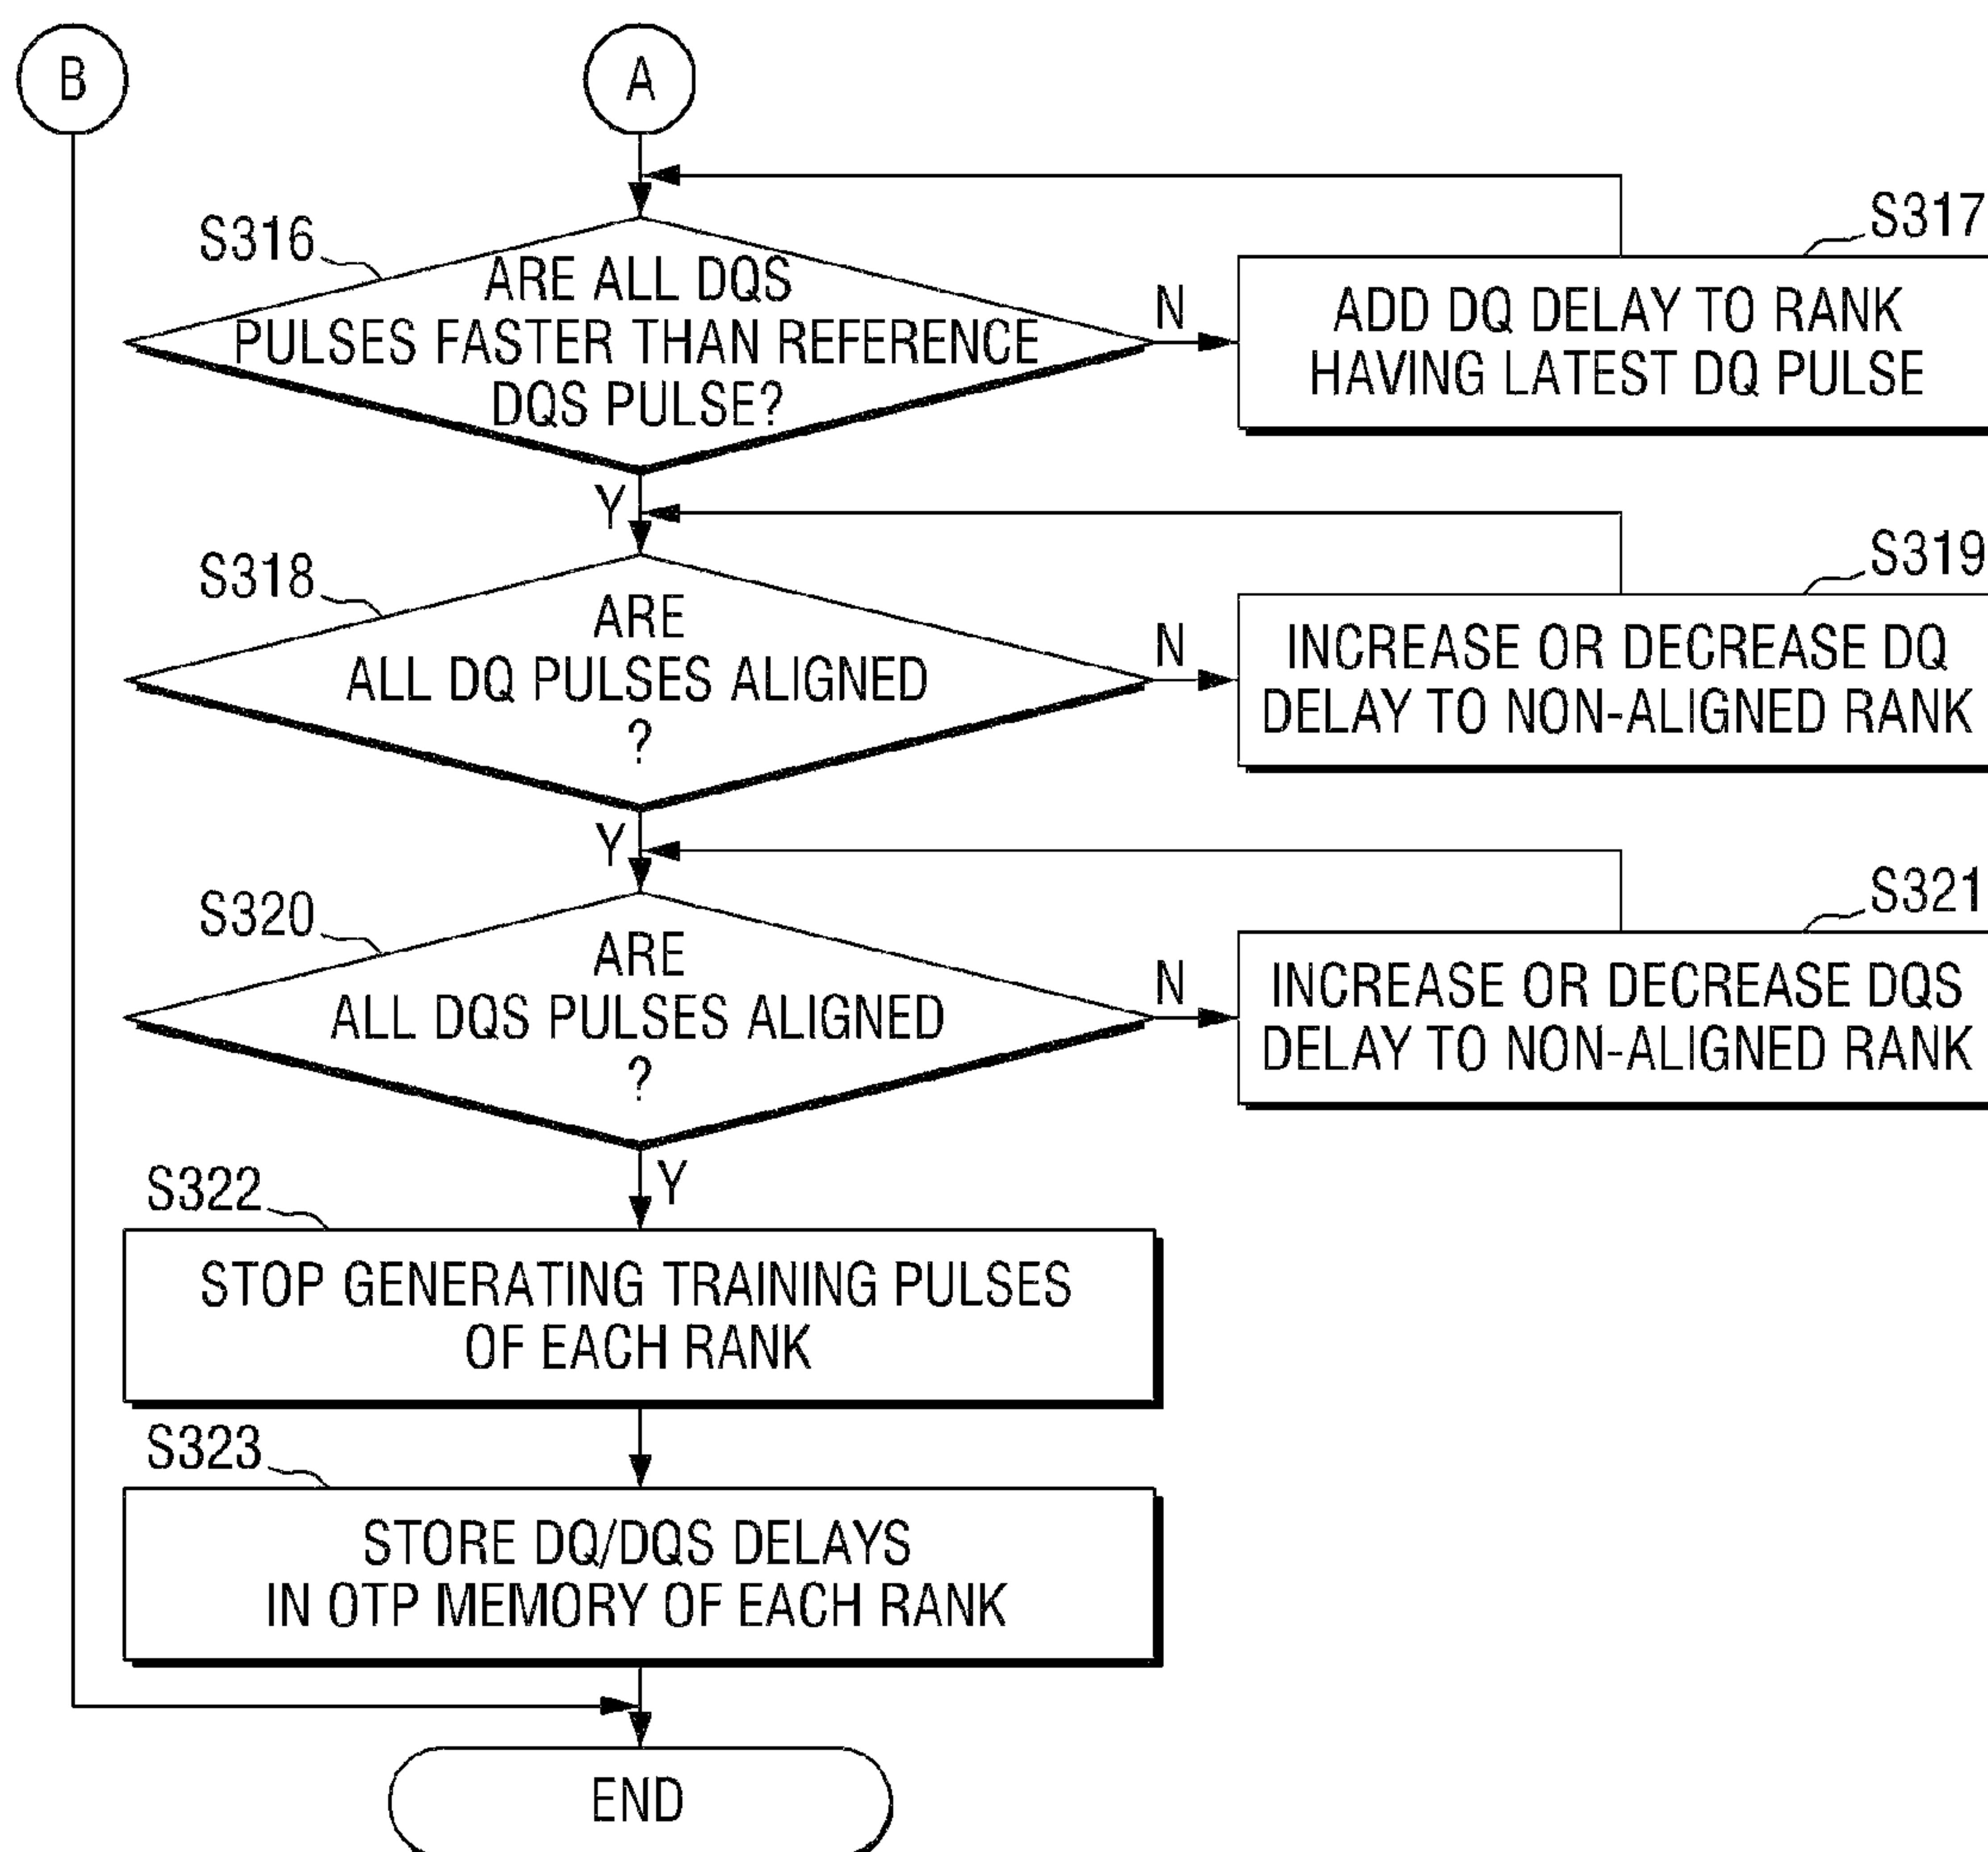 B
A
S316
ARE ALL DQS
PULSES FASTER THAN REFERENCE
DQS PULSE?
N
S317
ADD DQ DELAY TO RANK
HAVING LATEST DQ PULSE
Y
S318
ARE
ALL DQ PULSES ALIGNED
?
N
S319
INCREASE OR DECREASE DQ
DELAY TO NON-ALIGNED RANK
Y
S320
ARE
ALL DQS PULSES ALIGNED
?
N
S321
INCREASE OR DECREASE DQS
DELAY TO NON-ALIGNED RANK
Y
S322
STOP GENERATING TRAINING PULSES
OF EACH RANK
S323
STORE DQ/DQS DELAYS
IN OTP MEMORY OF EACH RANK
END